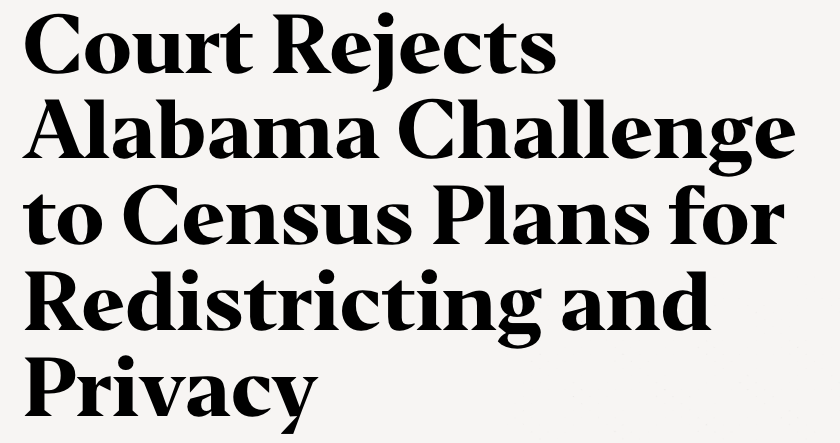 Court Rejects
Alabama Challenge
to Census Plans for
Redistricting and
Privacy